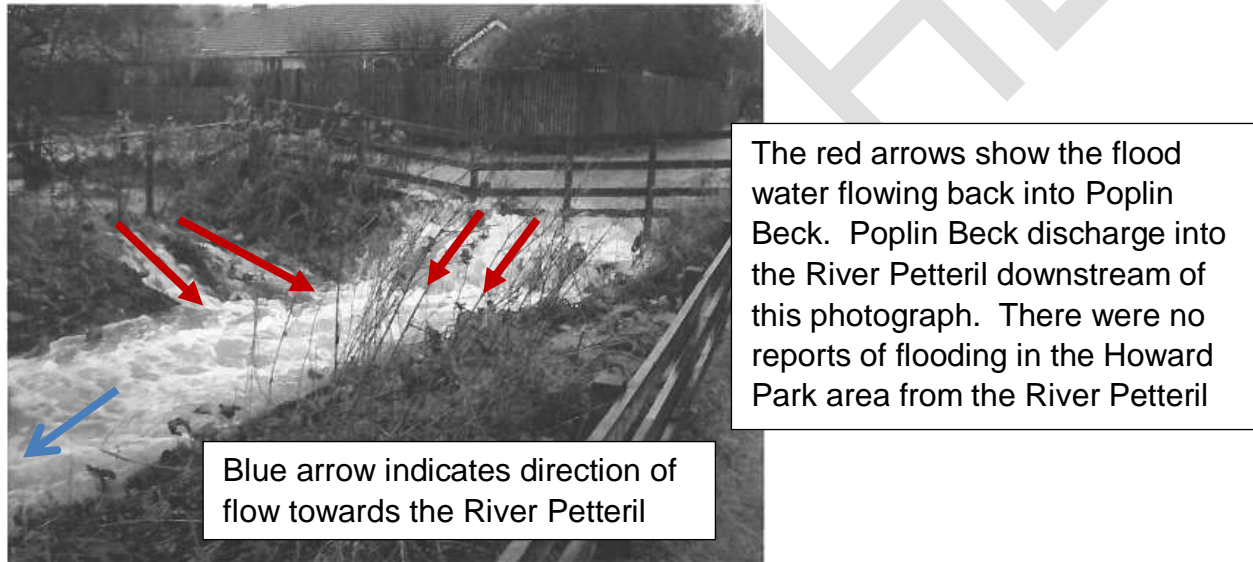 The red arrows show the flood
water flowing back into Poplin
Beck.  Poplin Beck discharge into
the River Petteril downstream of
this photograph.  There were no
reports of flooding in the Howard
Park area from the River Petteril
Blue arrow indicates direction of
flow towards the River Petteril